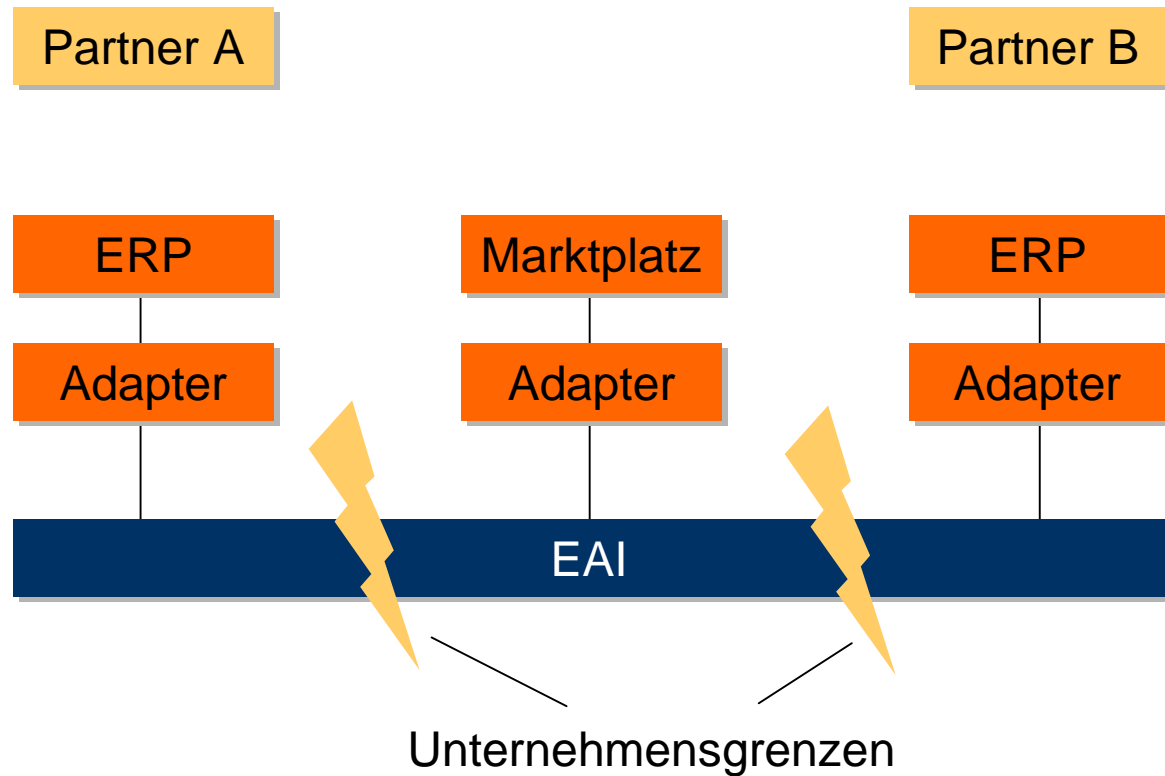 Partner A
Partner B
ERP
Marktplatz
ERP
Adapter
Adapter
Adapter
EAI
Unternehmensgrenzen